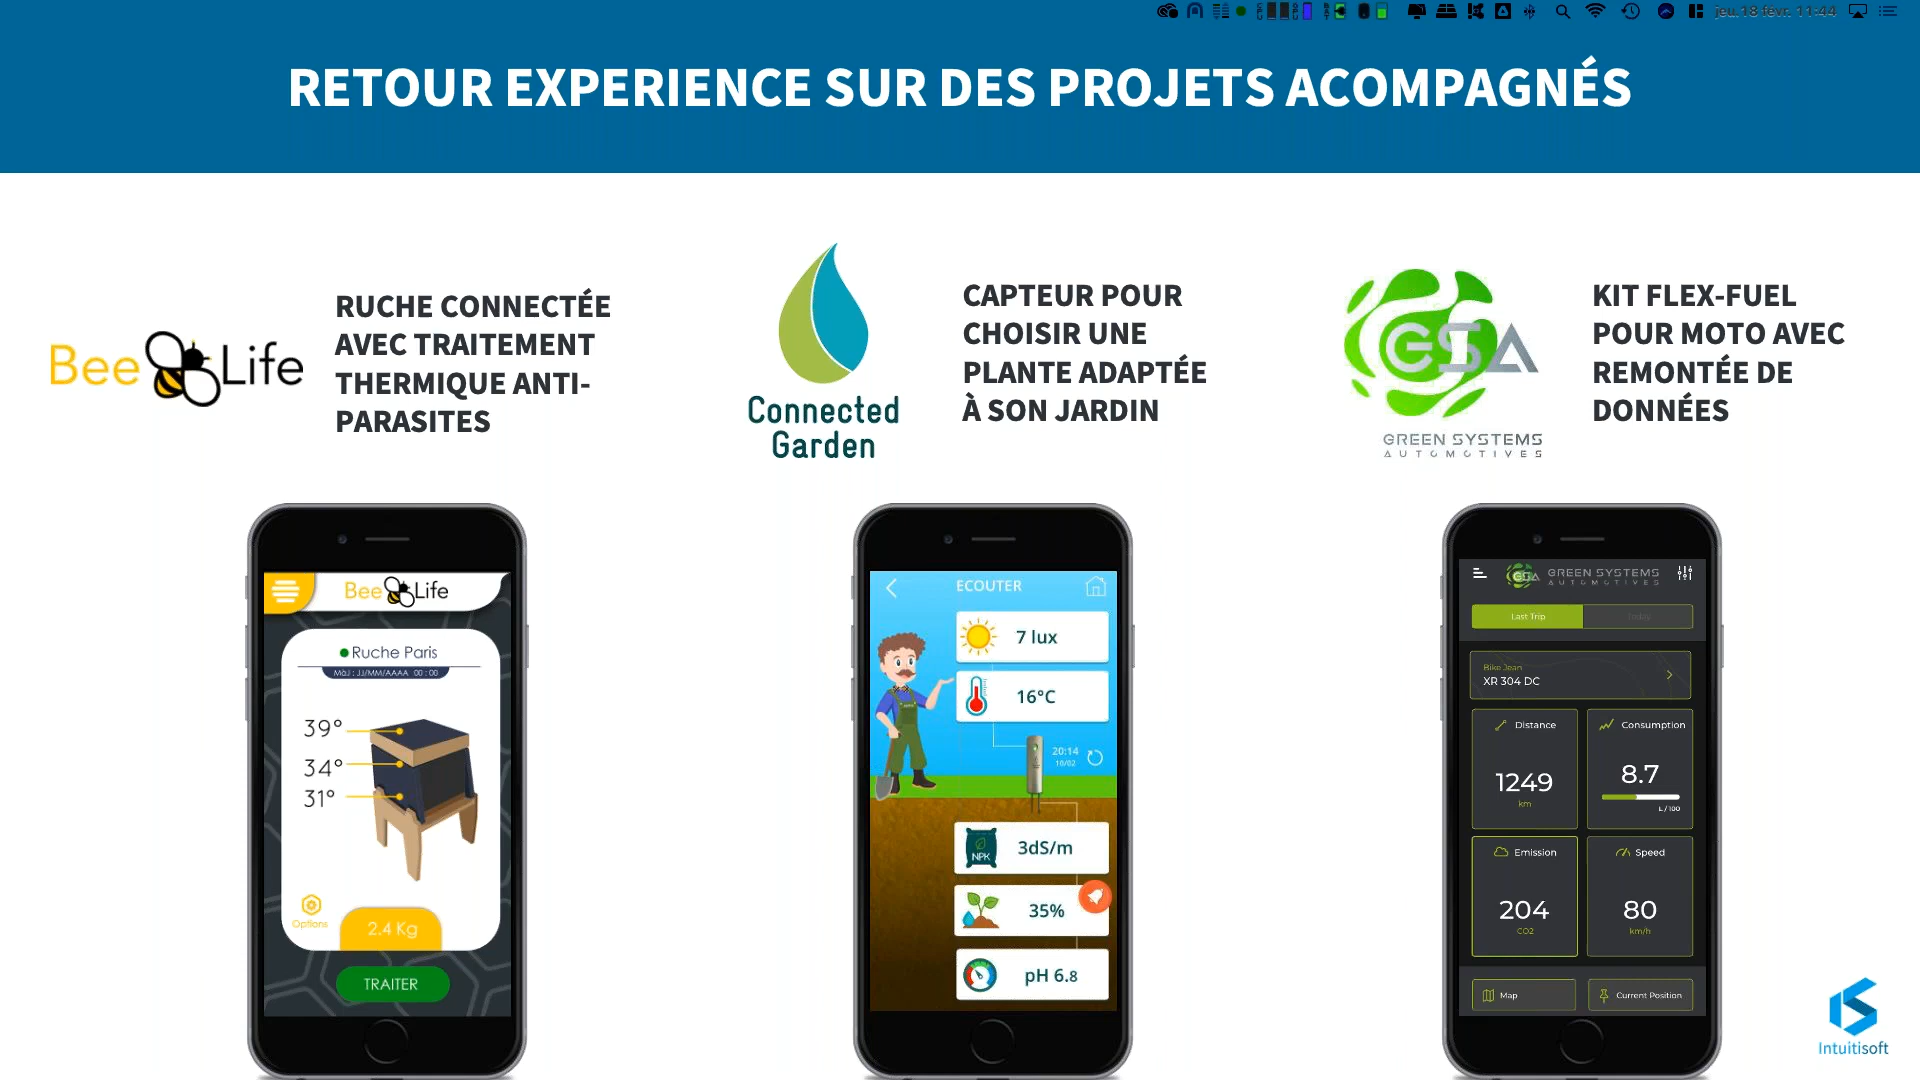 jeu.18 févr. 11:44
RETOUR EXPERIENCE SUR DES PROJETS ACOMPAGNÉS
Bee Life
RUCHE CONNECTÉE
AVEC TRAITEMENT
THERMIQUE ANTI-
PARASITES
Connected
Garden
CAPTEUR POUR
CHOISIR UNE
PLANTE ADAPTÉE
À SON JARDIN
GSA
GREEN SYSTEMS
AUTOMOTIVES
KIT FLEX-FUEL
POUR MOTO AVEC
REMONTÉE DE
DONNÉES
Bee Life
Ruche Paris
MàJ : JJ/MM/AAAA 00 : 00
39°
34°
31°
Options
2.4 Kg
TRAITER
ECOUTER
7 lux
16°C
20:14
10/02
NPK
3dS/m
35%
pH 6.8
GSA GREEN SYSTEMS
AUTOMOTIVES
Last Trip
Today
Bike Jean
XR 304 DC
Distance
1249
km
Consumption
8.7
L / 100
Emission
204
CO2
Speed
80
km/h
Map
Current Position
Intuitisoft